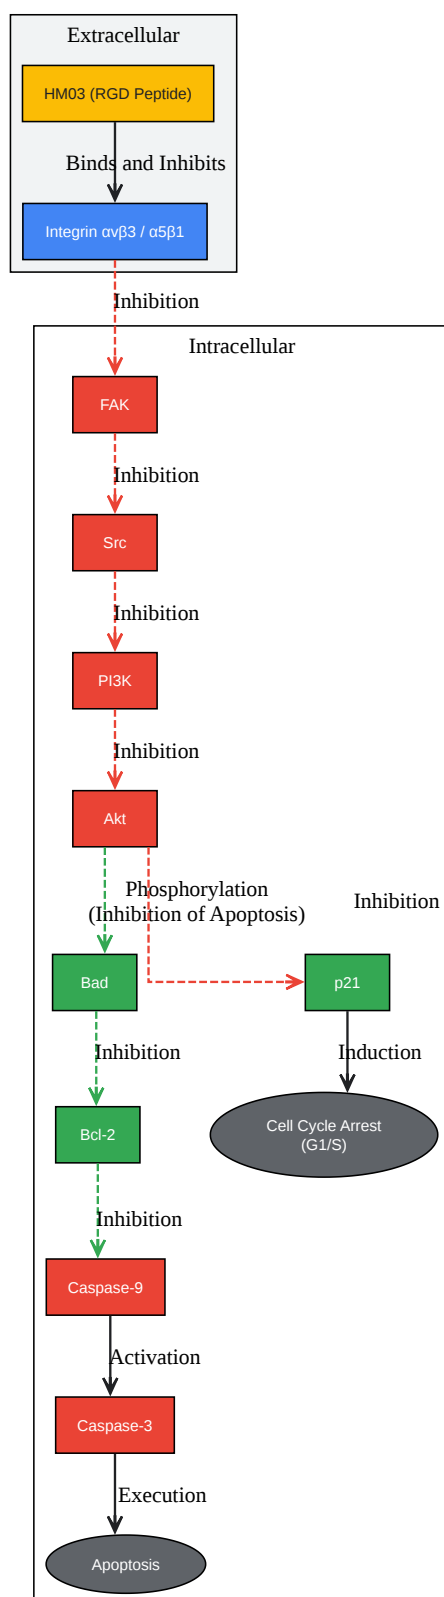 Extracellular
HM03 (RGD Peptide)
Binds and Inhibits
Integrin αvβ3 / α5β1
Inhibition
Intracellular
FAK
Inhibition
Src
Inhibition
PI3K
Inhibition
Akt
Phosphorylation
(Inhibition of Apoptosis)
Inhibition
Bad
p21
Inhibition
Induction
Bcl-2
Cell Cycle Arrest
(G1/S)
Inhibition
Caspase-9
Activation
Caspase-3
Execution
Apoptosis